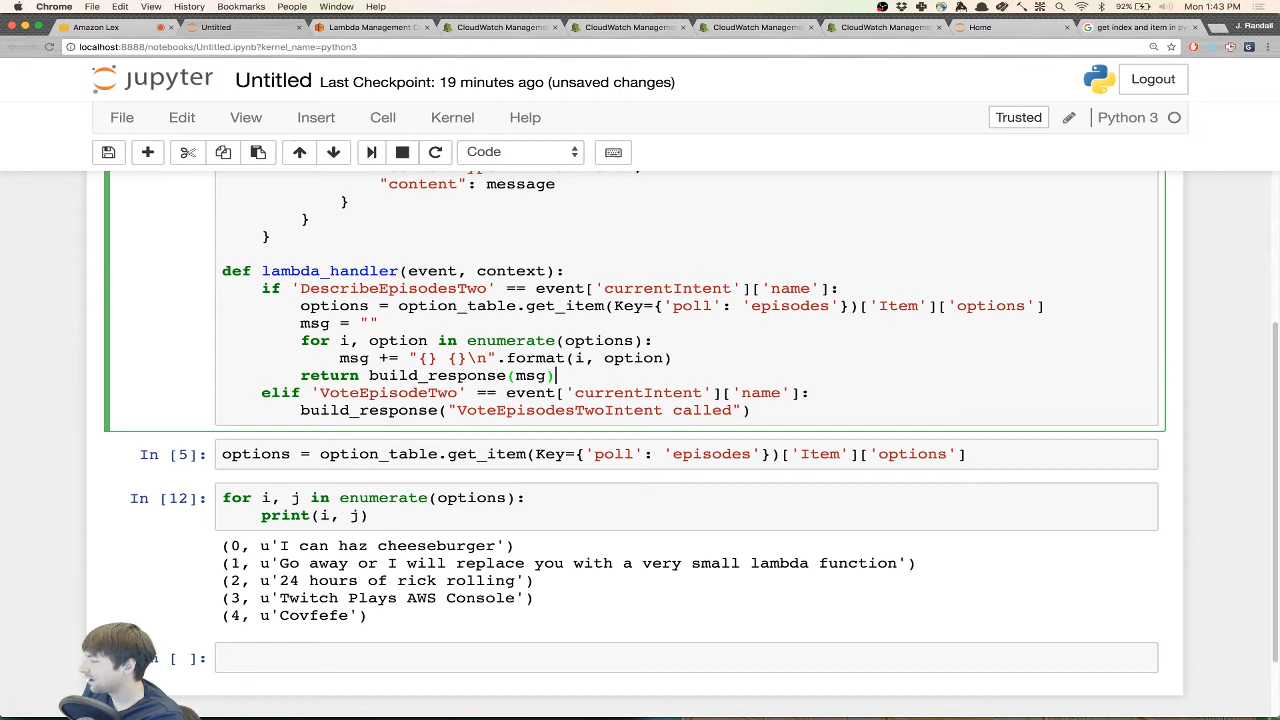 Chrome File Edit View History Bookmarks People Window Help 92% Mon 1:43 PM
Amazon Lex Untitled Lambda Management C CloudWatch Manageme CloudWatch Manageme CloudWatch Manageme CloudWatch Manageme Home get index and item in py J. Randall
localhost:8888/notebooks/Untitled.ipynb?kernel_name=python3
jupyter Untitled Last Checkpoint: 19 minutes ago (unsaved changes) Logout
File Edit View Insert Cell Kernel Help Trusted Python 3
Code
"content": message
}
}
}
def lambda_handler(event, context):
if 'DescribeEpisodesTwo' == event['currentIntent']['name']:
options = option_table.get_item(Key={'poll': 'episodes'})['Item']['options']
msg = ""
for i, option in enumerate(options):
msg += "{} {}\n".format(i, option)
return build_response(msg)
elif 'VoteEpisodeTwo' == event['currentIntent']['name']:
build_response("VoteEpisodesTwoIntent called")
In [5]: options = option_table.get_item(Key={'poll': 'episodes'})['Item']['options']
In [12]: for i, j in enumerate(options):
print(i, j)
(0, u'I can haz cheeseburger')
(1, u'Go away or I will replace you with a very small lambda function')
(2, u'24 hours of rick rolling')
(3, u'Twitch Plays AWS Console')
(4, u'Covfefe')
[ ]: